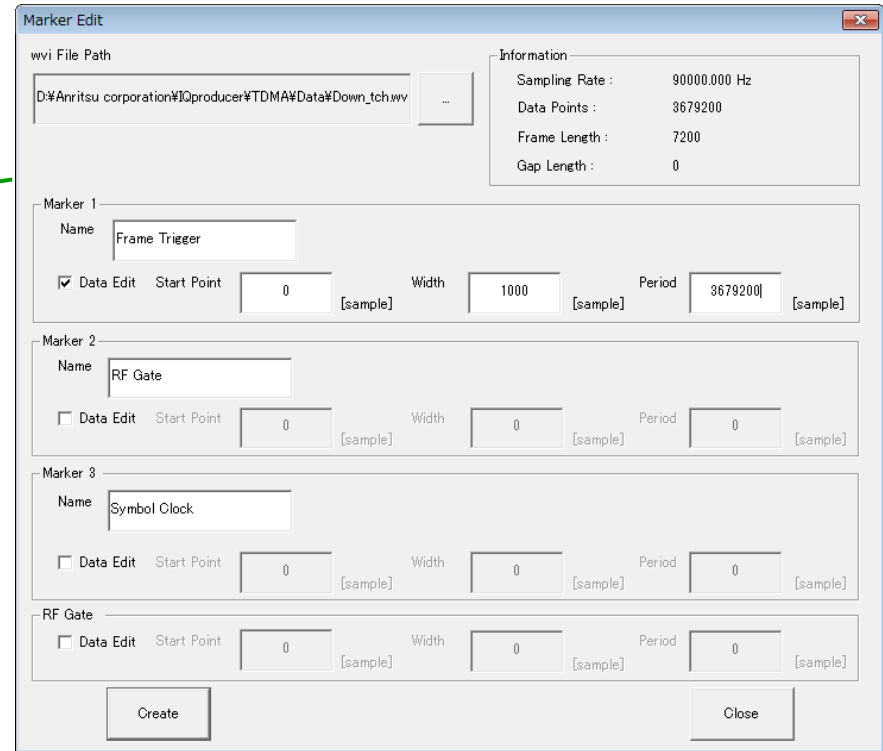 Marker Edit
wvi File Path
D:¥Anritsu corporation¥IQproducer¥TDMA¥Data¥Down_tch.wv
...
Information
Sampling Rate : 90000.000 Hz
Data Points : 3679200
Frame Length : 7200
Gap Length : 0
Marker 1
Name Frame Trigger
Data Edit Start Point 0 [sample] Width 1000 [sample] Period 3679200 [sample]
Marker 2
Name RF Gate
Data Edit Start Point 0 [sample] Width 0 [sample] Period 0 [sample]
Marker 3
Name Symbol Clock
Data Edit Start Point 0 [sample] Width 0 [sample] Period 0 [sample]
RF Gate
Data Edit Start Point 0 [sample] Width 0 [sample] Period 0 [sample]
Create Close